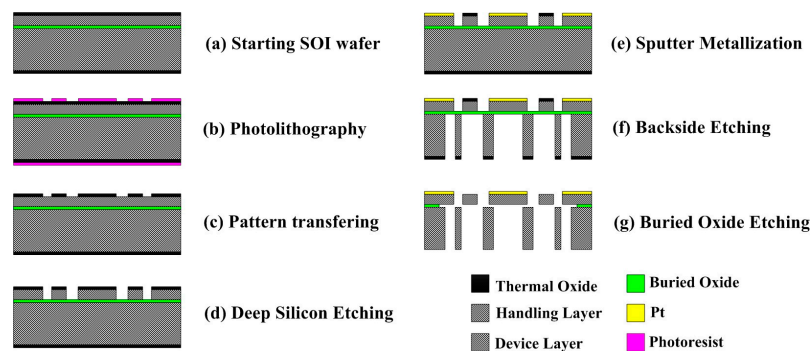 (a) Starting SOI wafer
(b) Photolithography
(c) Pattern transfering
(d) Deep Silicon Etching
(e) Sputter Metallization
(f) Backside Etching
(g) Buried Oxide Etching
Thermal Oxide
Handling Layer
Device Layer
Buried Oxide
Pt
Photoresist